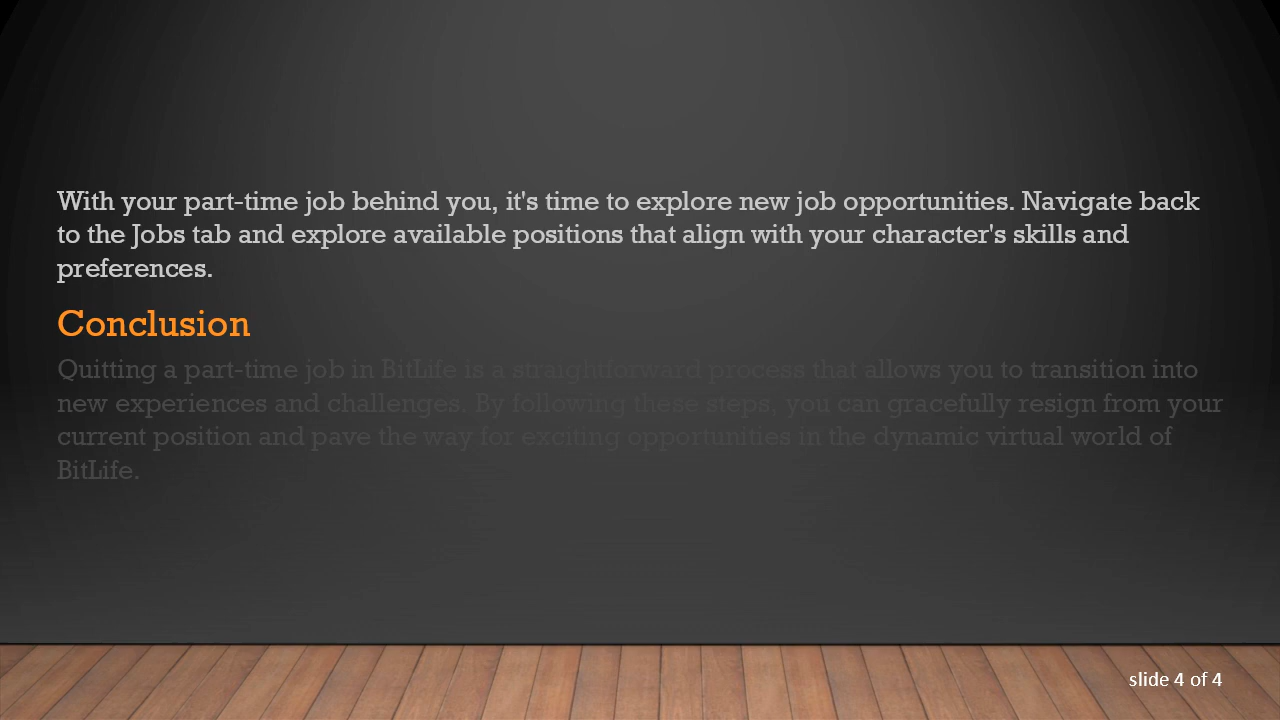 With your part-time job behind you, it's time to explore new job opportunities. Navigate back
to the Jobs tab and explore available positions that align with your character's skills and
preferences.
Conclusion
Quitting a part-time job in BitLife is a straightforward process that allows you to transition into
new experiences and challenges. By following these steps, you can gracefully resign from your
current position and pave the way for exciting opportunities in the dynamic virtual world of
BitLife.
slide 4 of 4